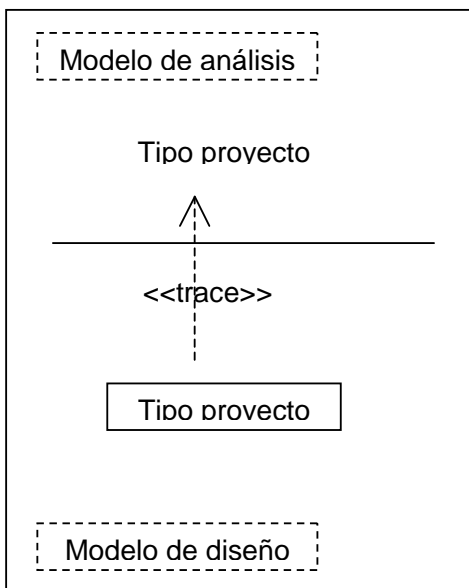 Modelo de análisis
Tipo proyecto
<<trace>>
Tipo proyecto
Modelo de diseño